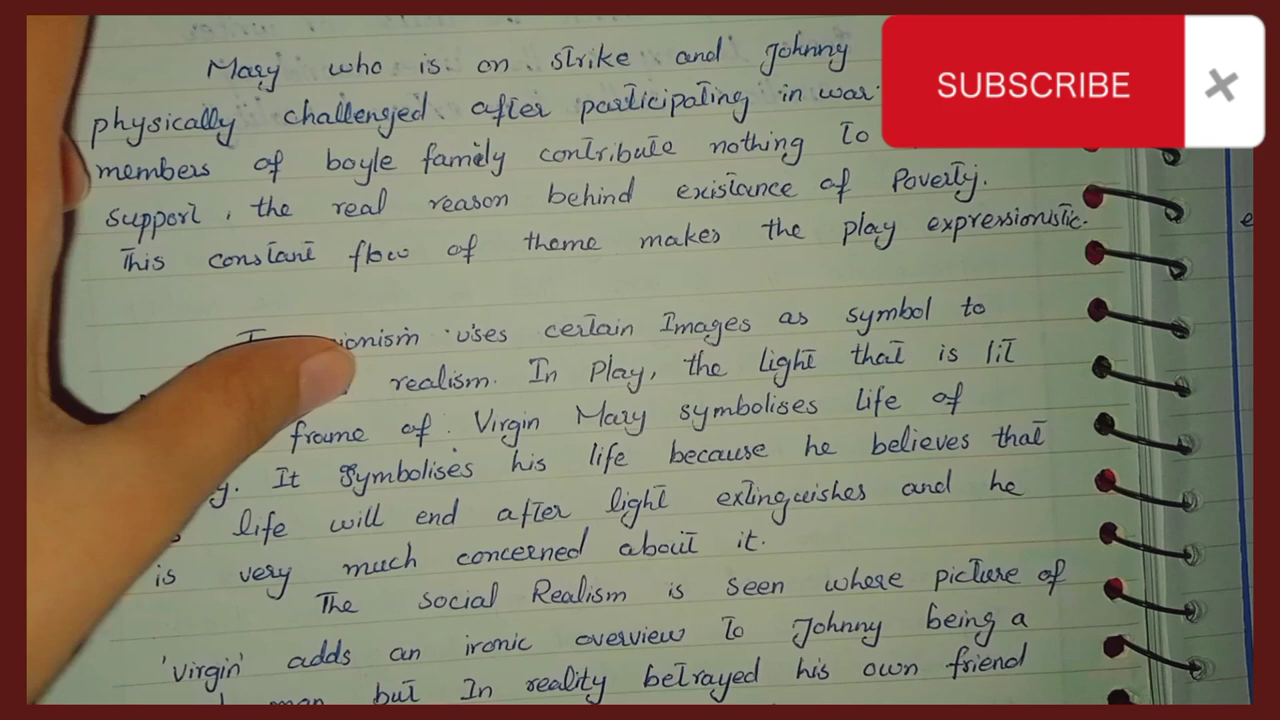 Mary who is on strike and Johnny
SUBSCRIBE
physically challenged after participating in war
members of boyle family contribute nothing to
support, the real reason behind existance of Poverty.
This constant flow of theme makes the play expressionistic.
uses certain Images as symbol to
realism. In Play, the light that is lit
frame of Virgin Mary symbolises life of
It Symbolises his life because he believes that
life will end after light extinguishes and he
is very much concerned about it.
The Social Realism is seen where picture of
'virgin' adds an ironic overview to Johnny being a
but In reality betrayed his own friend